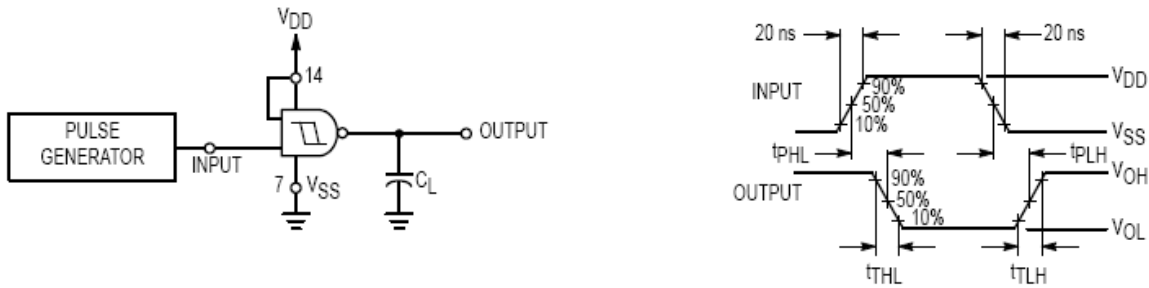 VDD
14
PULSE
GENERATOR
INPUT
7
VSS
CL
OUTPUT
20 ns
20 ns
INPUT
90%
50%
10%
VDD
VSS
tPHL
tPLH
OUTPUT
90%
50%
10%
VOH
VOL
tTHL
tTLH